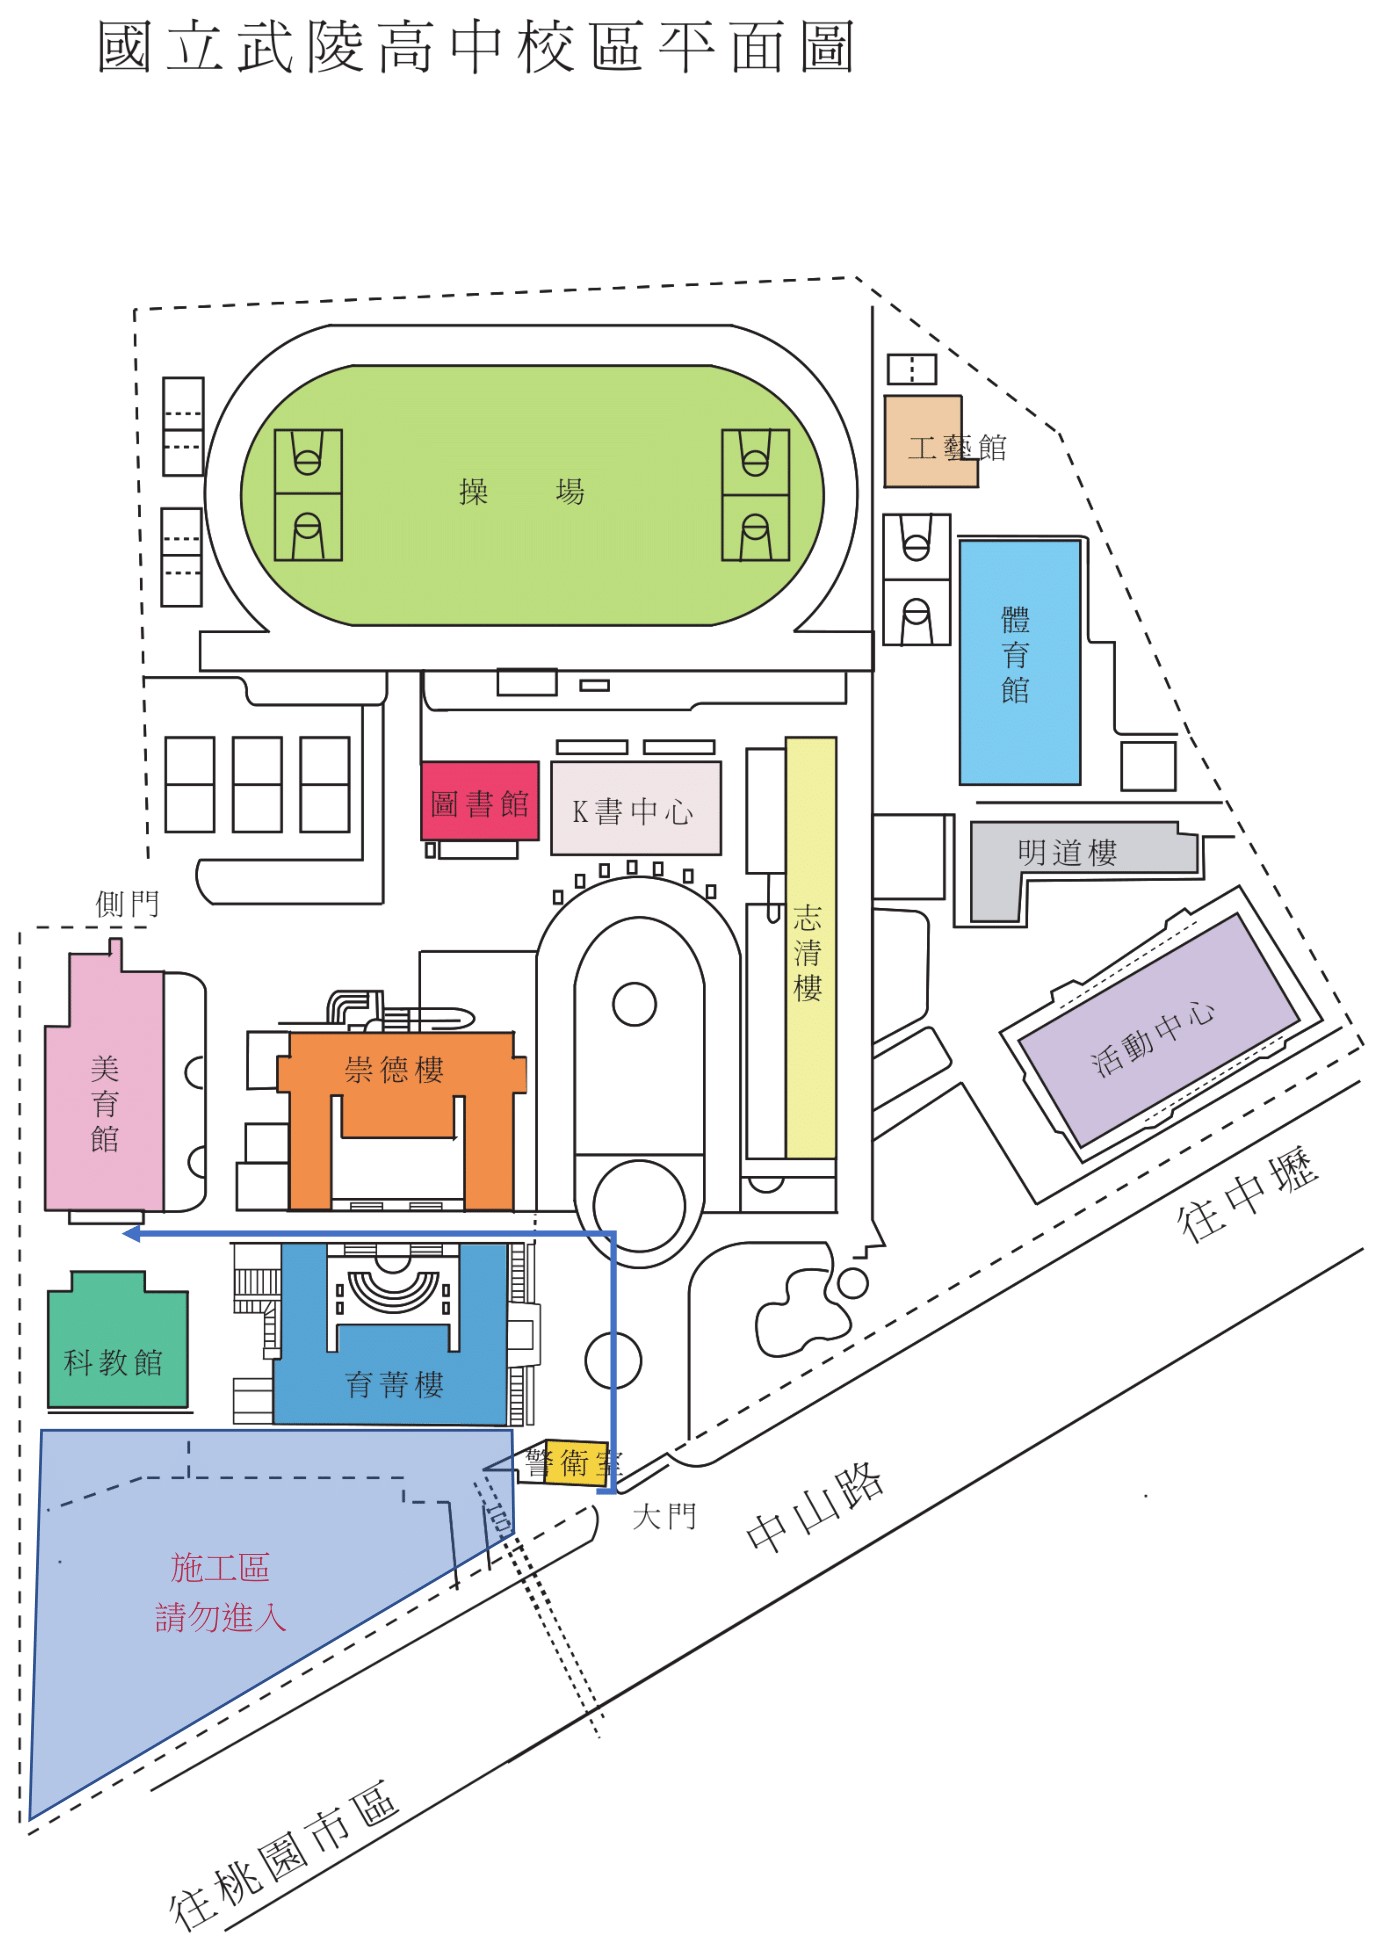 國立武陵高中校區平面圖
工藝館
操場
體育館
圖書館
K書中心
明道樓
側門
志清樓
活動中心
美育館
崇德樓
往中壢
科教館
育菁樓
警衛室
大門
中山路
施工區
請勿進入
往桃園市區